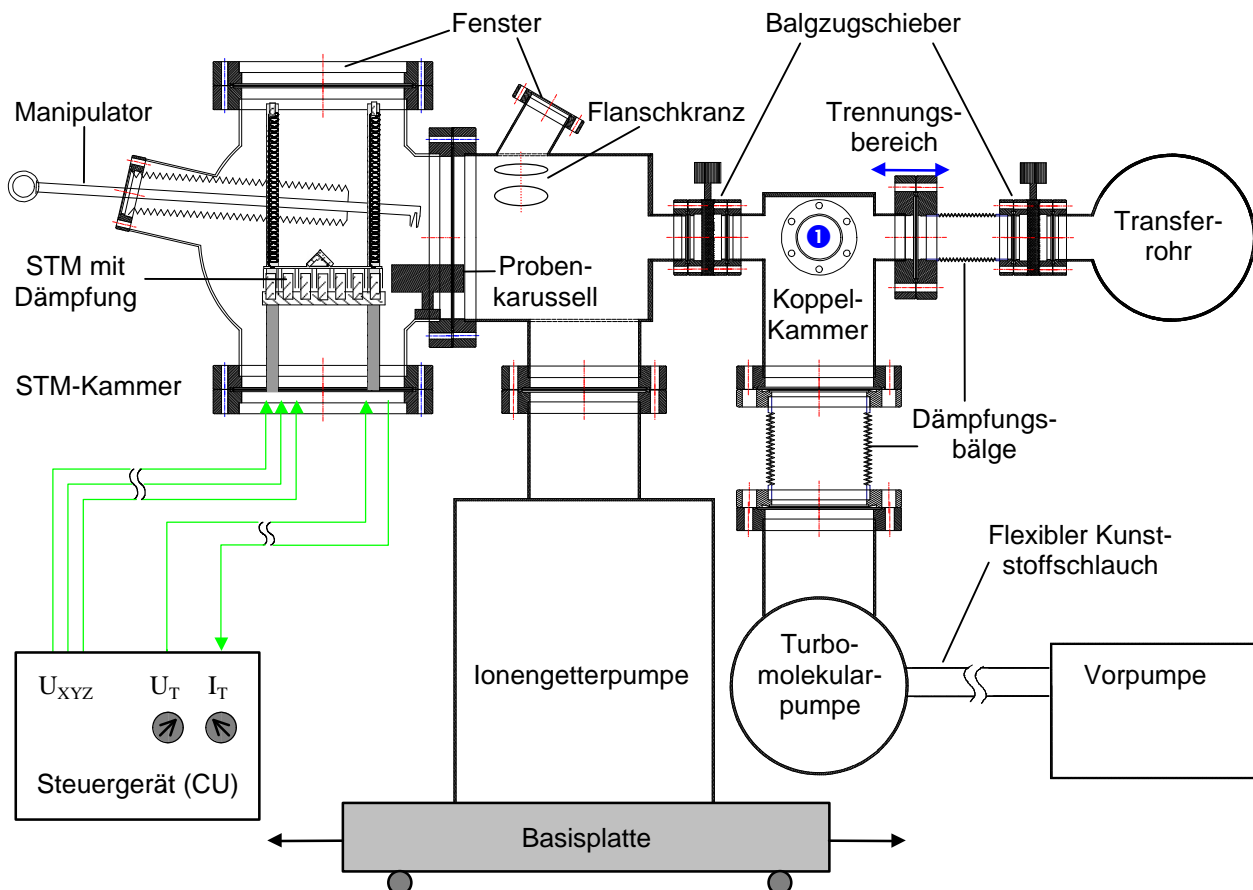 Fenster
Balgzugschieber
Manipulator
Flanschkranz
Trennungs-
bereich
Transfer-
rohr
STM mit
Dämpfung
Proben-
karussell
1
Koppel-
Kammer
STM-Kammer
Dämpfungs-
bälge
Flexibler Kunst-
stoffschlauch
U_XYZ U_T I_T
Steuergerät (CU)
Ionengetterpumpe
Turbo-
molekular-
pumpe
Vorpumpe
Basisplatte